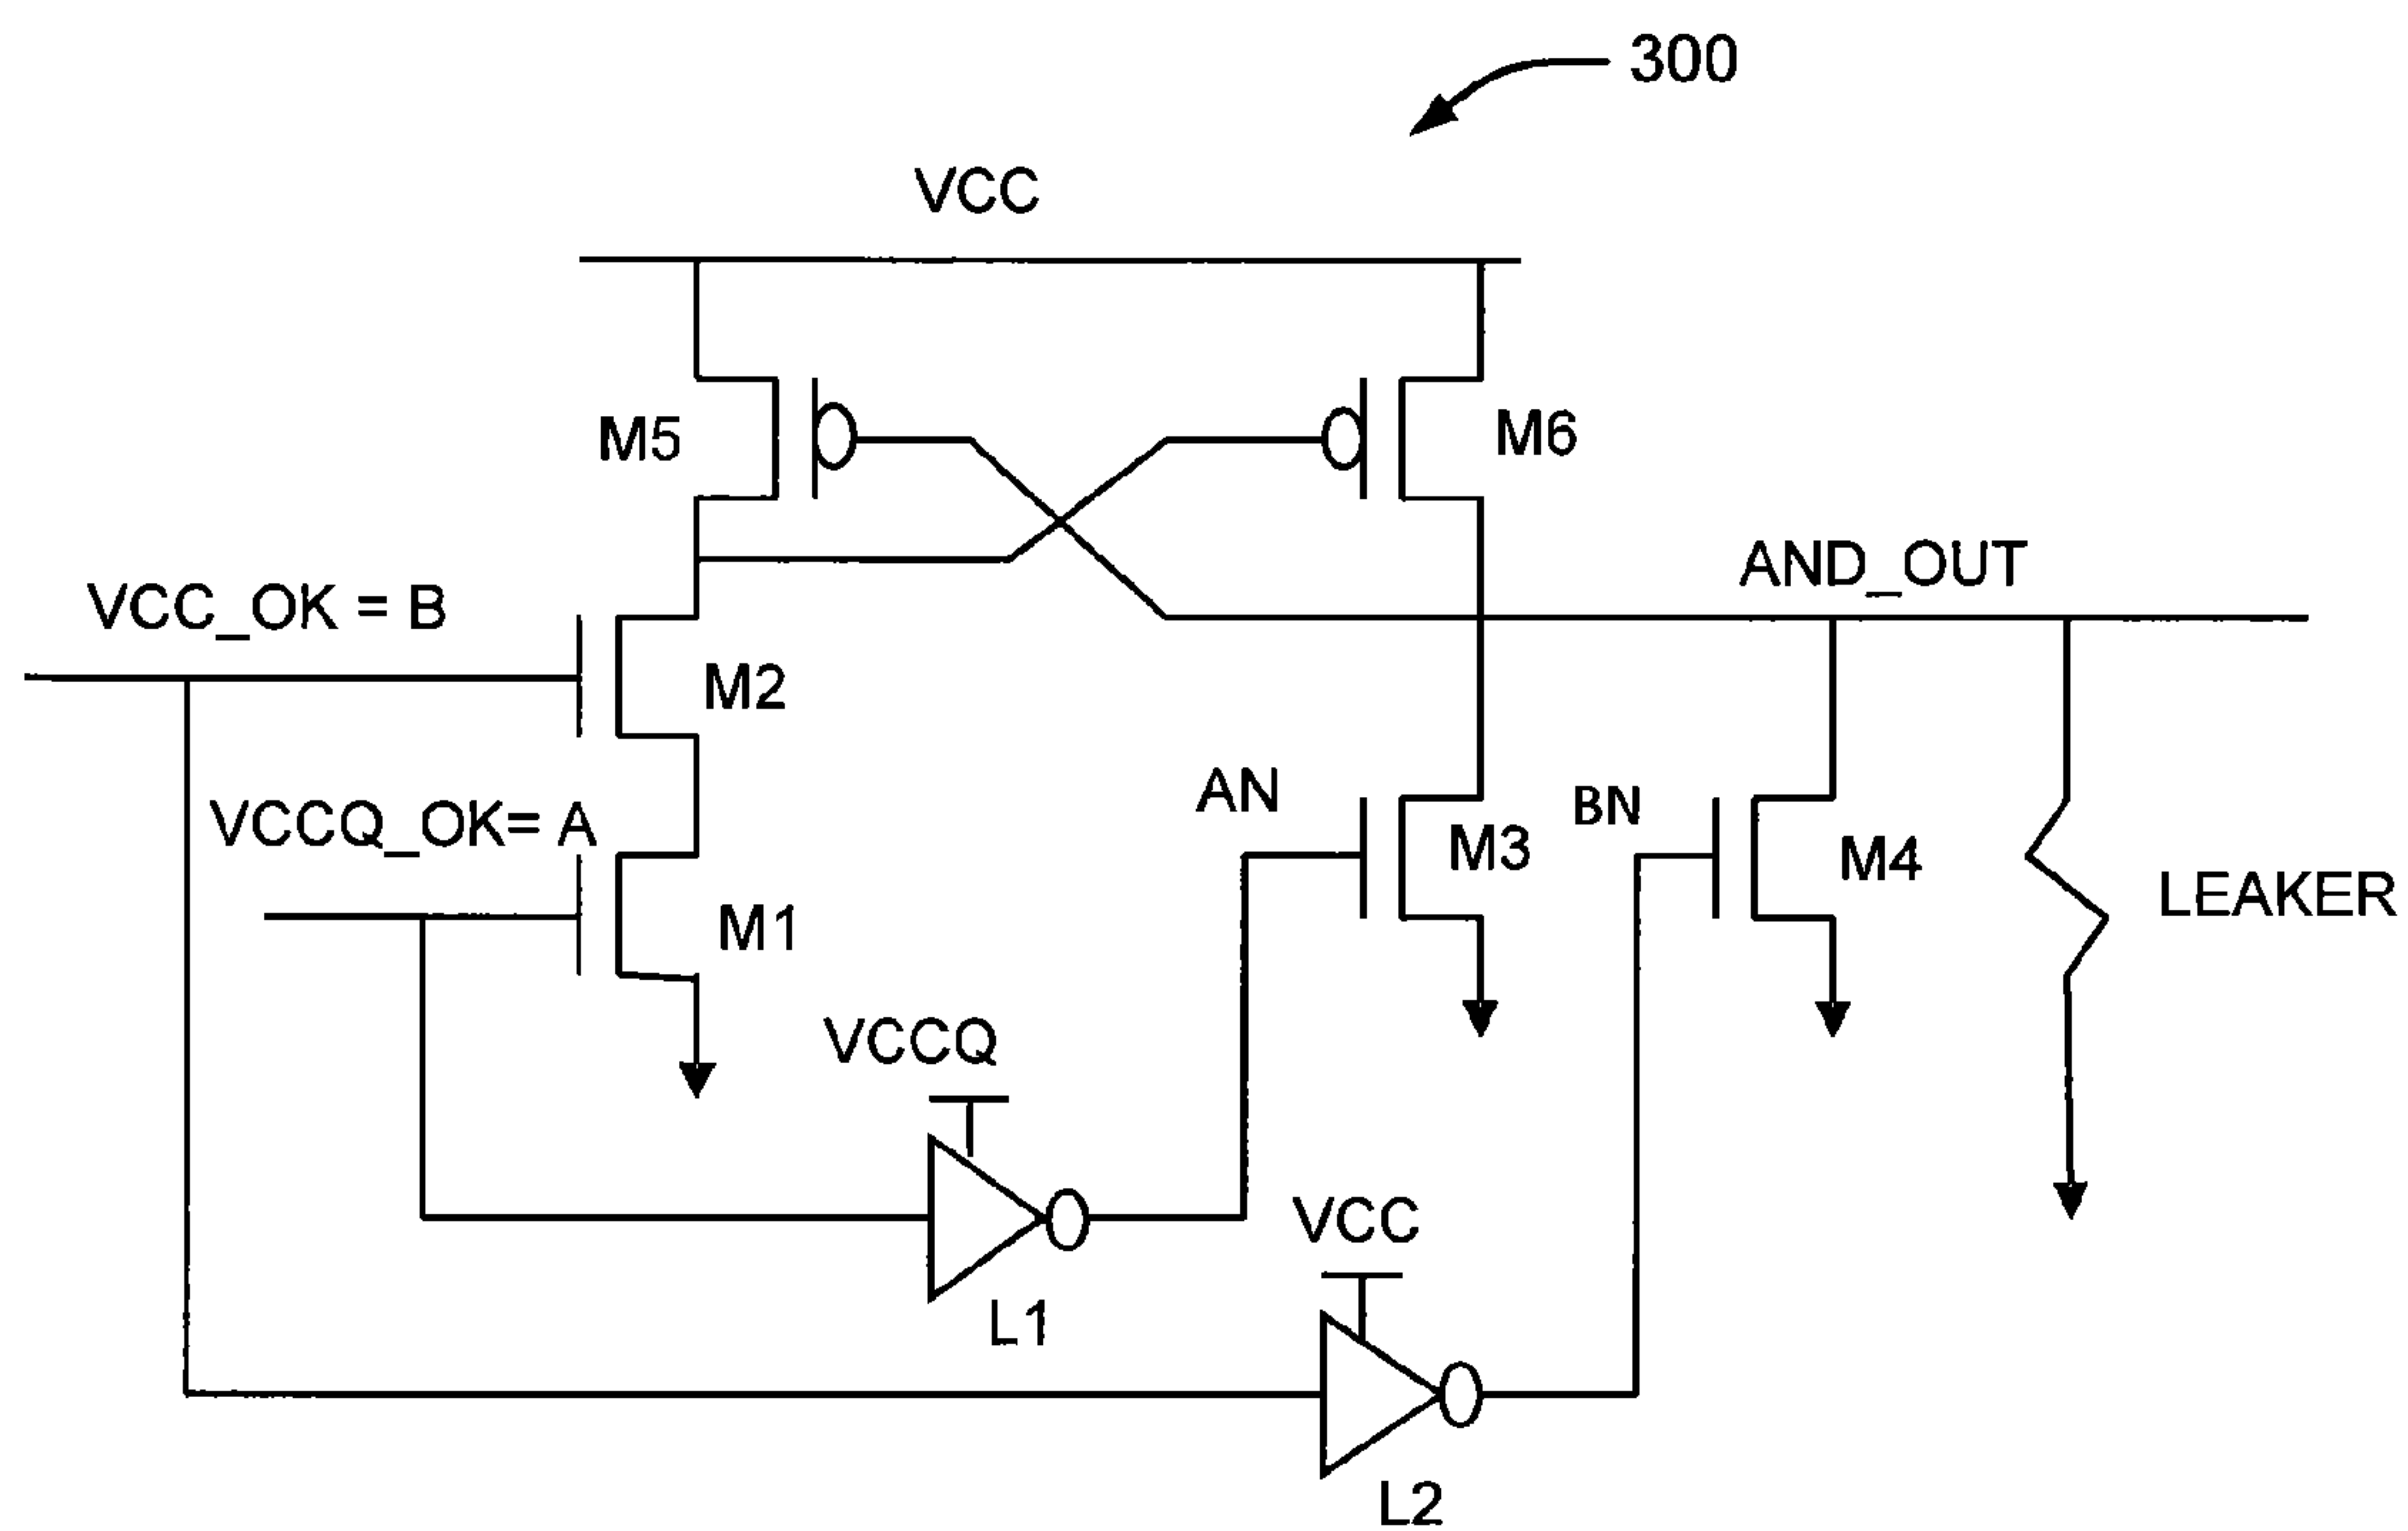 300
VCC
M5
M6
AND_OUT
VCC_OK = B
M2
AN
BN
VCCQ_OK= A
M3
M4
LEAKER
M1
VCCQ
VCC
L1
L2